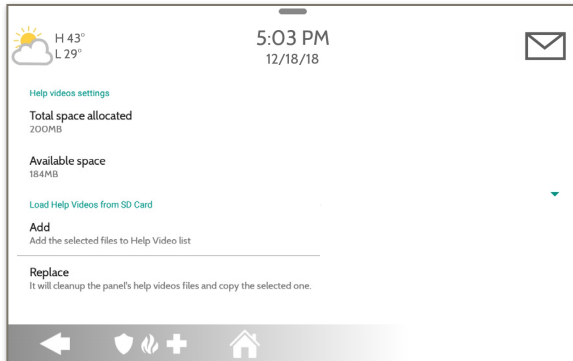 H 43°
L 29°
5:03 PM
12/18/18
Help videos settings
Total space allocated
200MB
Available space
184MB
Load Help Videos from SD Card
Add
Add the selected files to Help Video list
Replace
It will cleanup the panel's help videos files and copy the selected one.